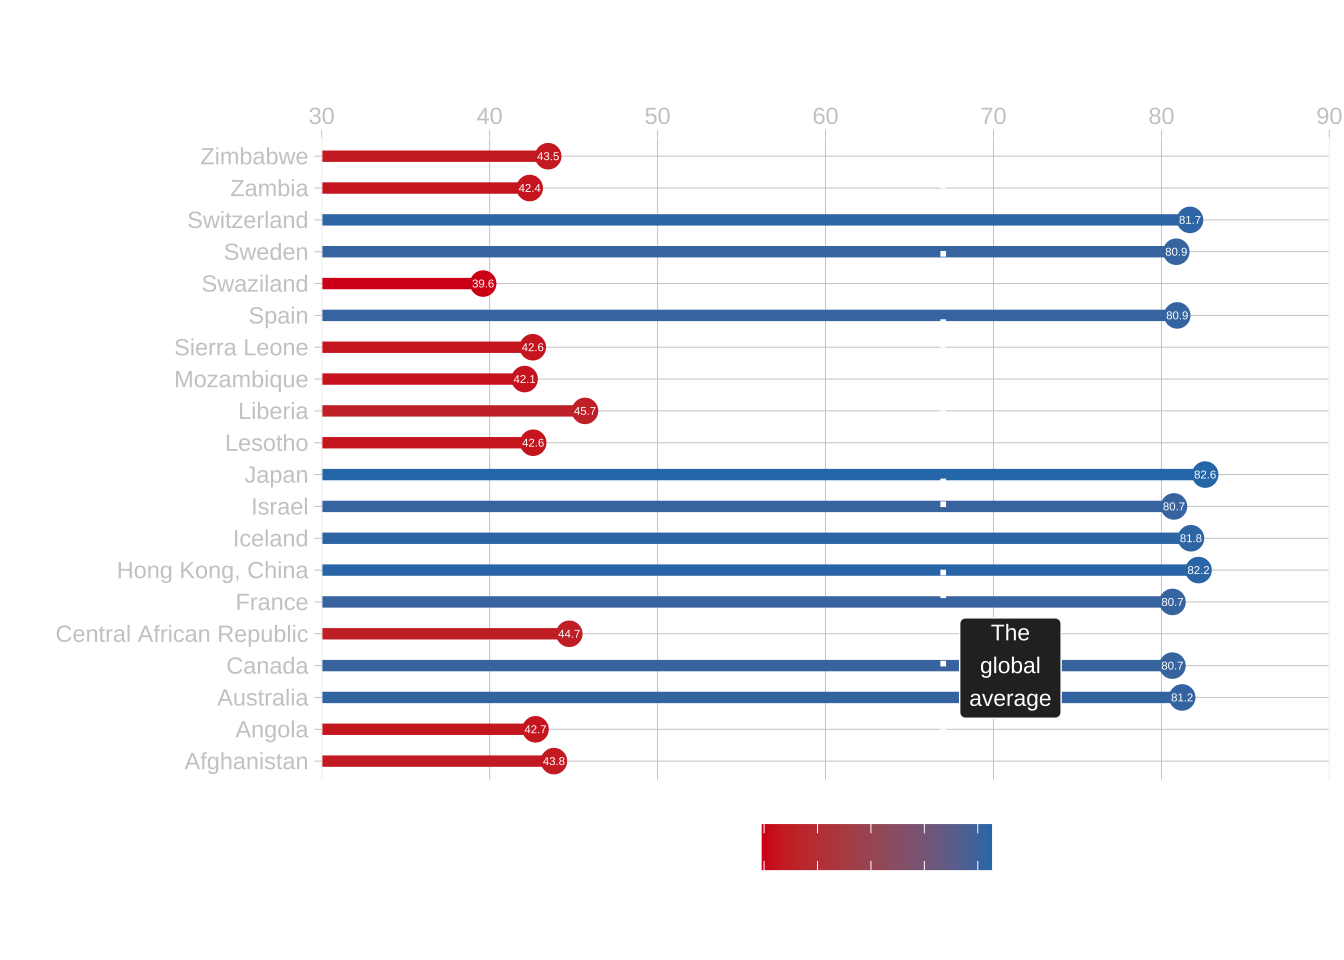 30 40 50 60 70 80 90
Zimbabwe 43.5
Zambia 42.4
Switzerland 81.7
Sweden 80.9
Swaziland 39.6
Spain 80.9
Sierra Leone 42.6
Mozambique 42.1
Liberia 45.7
Lesotho 42.6
Japan 82.6
Israel 80.7
Iceland 81.8
Hong Kong, China 82.2
France 80.7
Central African Republic 44.7
Canada 80.7
Australia 81.2
Angola 42.7
Afghanistan 43.8
The
global
average